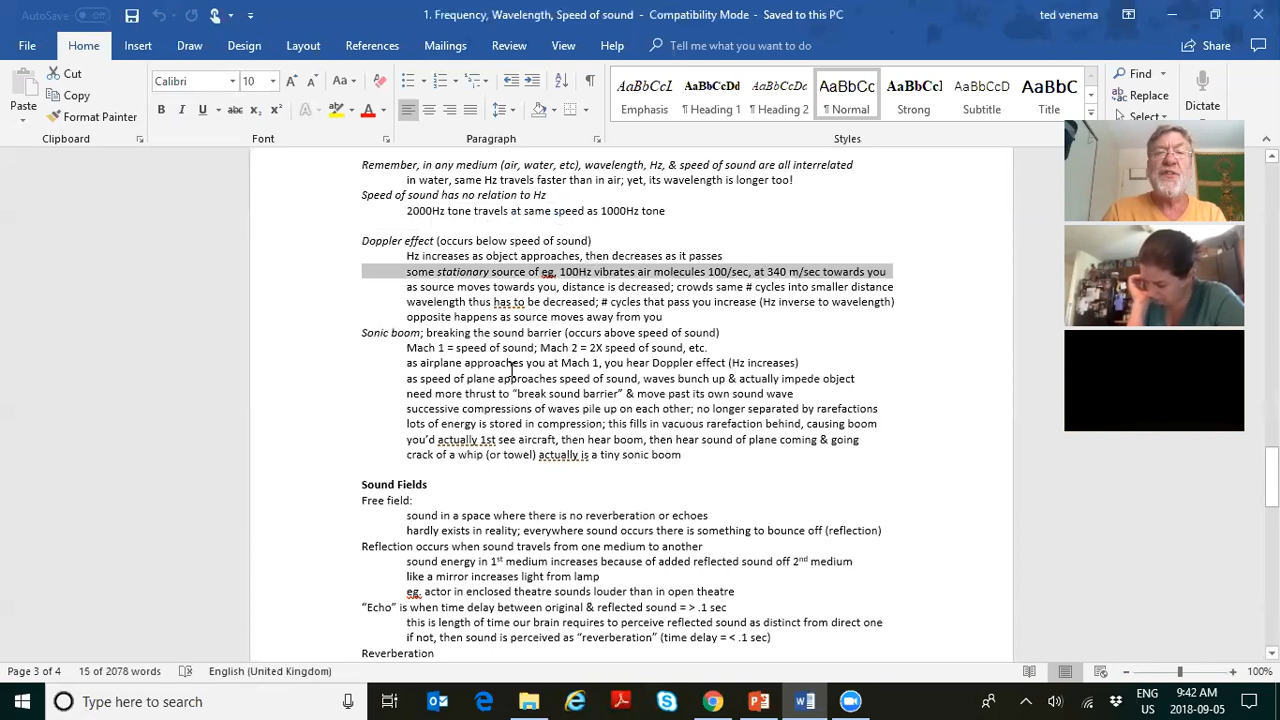 AutoSave Off
1. Frequency, Wavelength, Speed of sound - Compatibility Mode - Saved to this PC
ted venema
File Home Insert Draw Design Layout References Mailings Review View Help Tell me what you want to do Share
Paste
Cut
Copy
Format Painter
Calibri 10
Emphasis ¶ Heading 1 ¶ Heading 2 ¶ Normal Strong Subtitle Title
Find
Replace
Select
Dictate
Clipboard Font Paragraph Styles
Remember, in any medium (air, water, etc), wavelength, Hz, & speed of sound are all interrelated
in water, same Hz travels faster than in air; yet, its wavelength is longer too!
Speed of sound has no relation to Hz
2000Hz tone travels at same speed as 1000Hz tone
Doppler effect (occurs below speed of sound)
Hz increases as object approaches, then decreases as it passes
some stationary source of eg, 100Hz vibrates air molecules 100/sec, at 340 m/sec towards you
as source moves towards you, distance is decreased; crowds same # cycles into smaller distance
wavelength thus has to be decreased; # cycles that pass you increase (Hz inverse to wavelength)
opposite happens as source moves away from you
Sonic boom; breaking the sound barrier (occurs above speed of sound)
Mach 1 = speed of sound; Mach 2 = 2X speed of sound, etc.
as airplane approaches you at Mach 1, you hear Doppler effect (Hz increases)
as speed of plane approaches speed of sound, waves bunch up & actually impede object
need more thrust to “break sound barrier” & move past its own sound wave
successive compressions of waves pile up on each other; no longer separated by rarefactions
lots of energy is stored in compression; this fills in vacuous rarefaction behind, causing boom
you’d actually 1st see aircraft, then hear boom, then hear sound of plane coming & going
crack of a whip (or towel) actually is a tiny sonic boom
Sound Fields
Free field:
sound in a space where there is no reverberation or echoes
hardly exists in reality; everywhere sound occurs there is something to bounce off (reflection)
Reflection occurs when sound travels from one medium to another
sound energy in 1st medium increases because of added reflected sound off 2nd medium
like a mirror increases light from lamp
eg. actor in enclosed theatre sounds louder than in open theatre
“Echo” is when time delay between original & reflected sound = > .1 sec
this is length of time our brain requires to perceive reflected sound as distinct from direct one
if not, then sound is perceived as “reverberation” (time delay = < .1 sec)
Reverberation
Page 3 of 4 15 of 2078 words English (United Kingdom) 100%
Type here to search
ENG
US
9:42 AM
2018-09-05